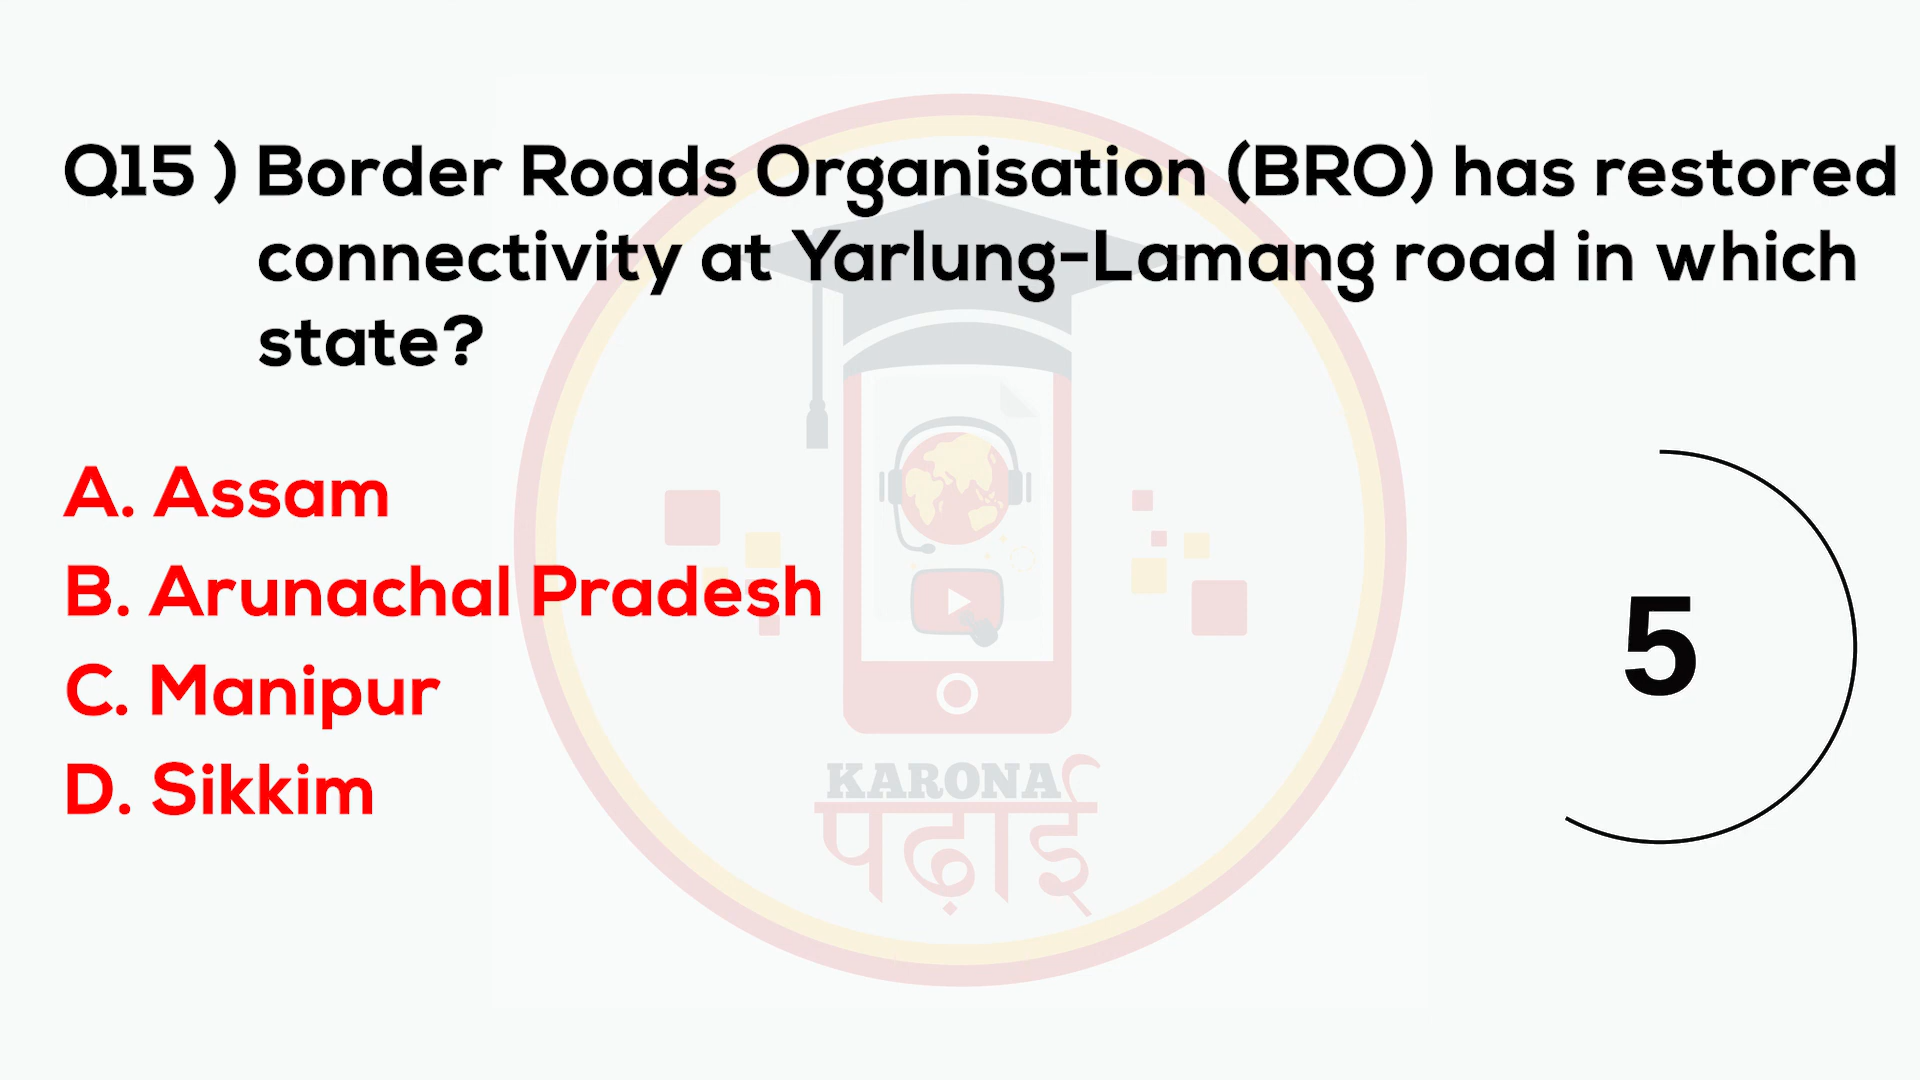 Q15 ) Border Roads Organisation (BRO) has restored
connectivity at Yarlung-Lamang road in which
state?
A. Assam
B. Arunachal Pradesh
C. Manipur
D. Sikkim
5
KARONA
पढ़ाई